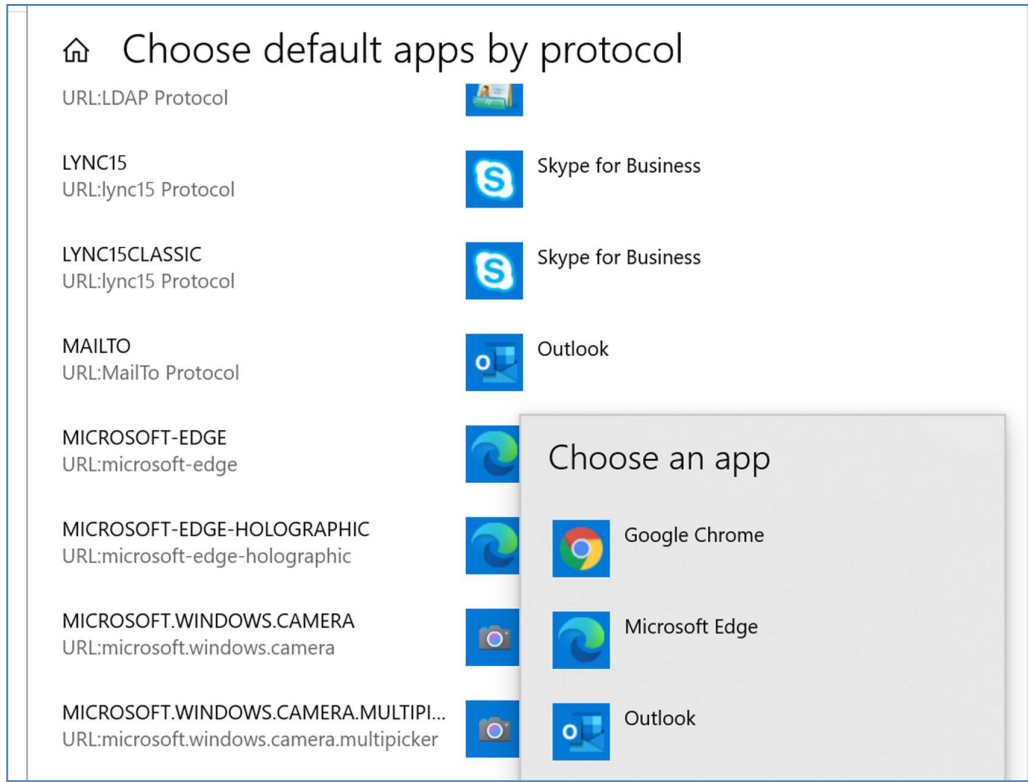 Choose default apps by protocol
URL:LDAP Protocol
LYNC15
URL:lync15 Protocol
Skype for Business
LYNC15CLASSIC
URL:lync15 Protocol
Skype for Business
MAILTO
URL:MailTo Protocol
Outlook
MICROSOFT-EDGE
URL:microsoft-edge
MICROSOFT-EDGE-HOLOGRAPHIC
URL:microsoft-edge-holographic
MICROSOFT.WINDOWS.CAMERA
URL:microsoft.windows.camera
MICROSOFT.WINDOWS.CAMERA.MULTIPI...
URL:microsoft.windows.camera.multipicker
Choose an app
Google Chrome
Microsoft Edge
Outlook